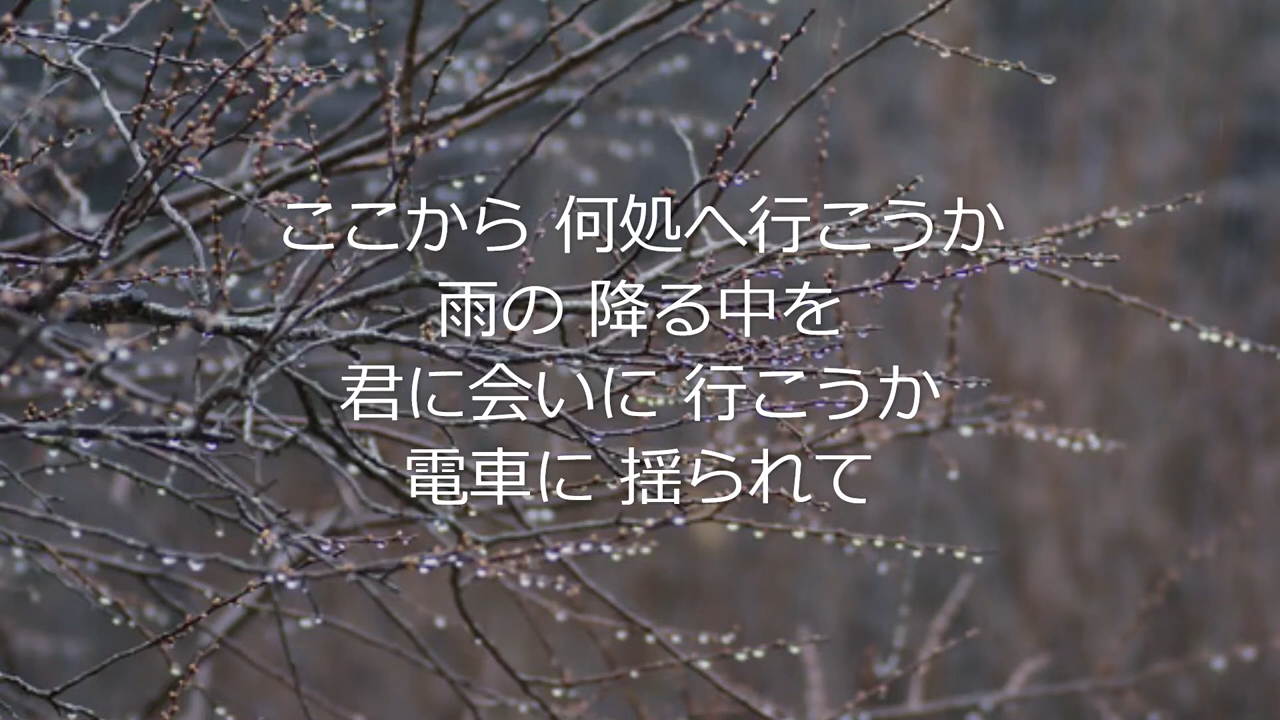 ここから 何処へ行こうか
雨の 降る中を
君に会いに 行こうか
電車に 揺られて